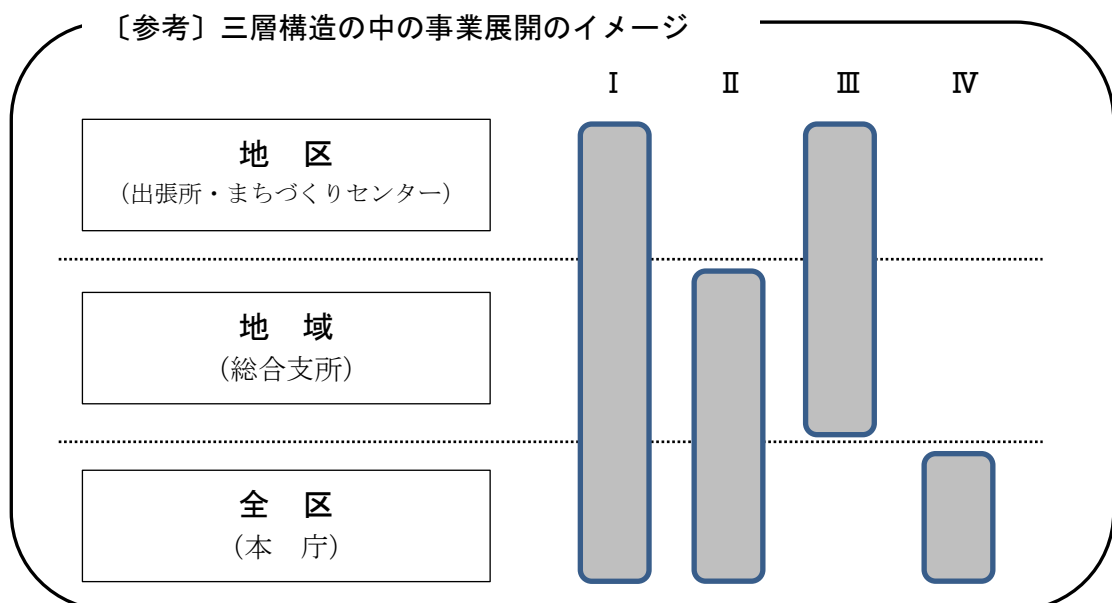 〔参考〕三層構造の中の事業展開のイメージ
Ⅰ Ⅱ Ⅲ Ⅳ
地 区
（出張所・まちづくりセンター）
地 域
（総合支所）
全 区
（本 庁）